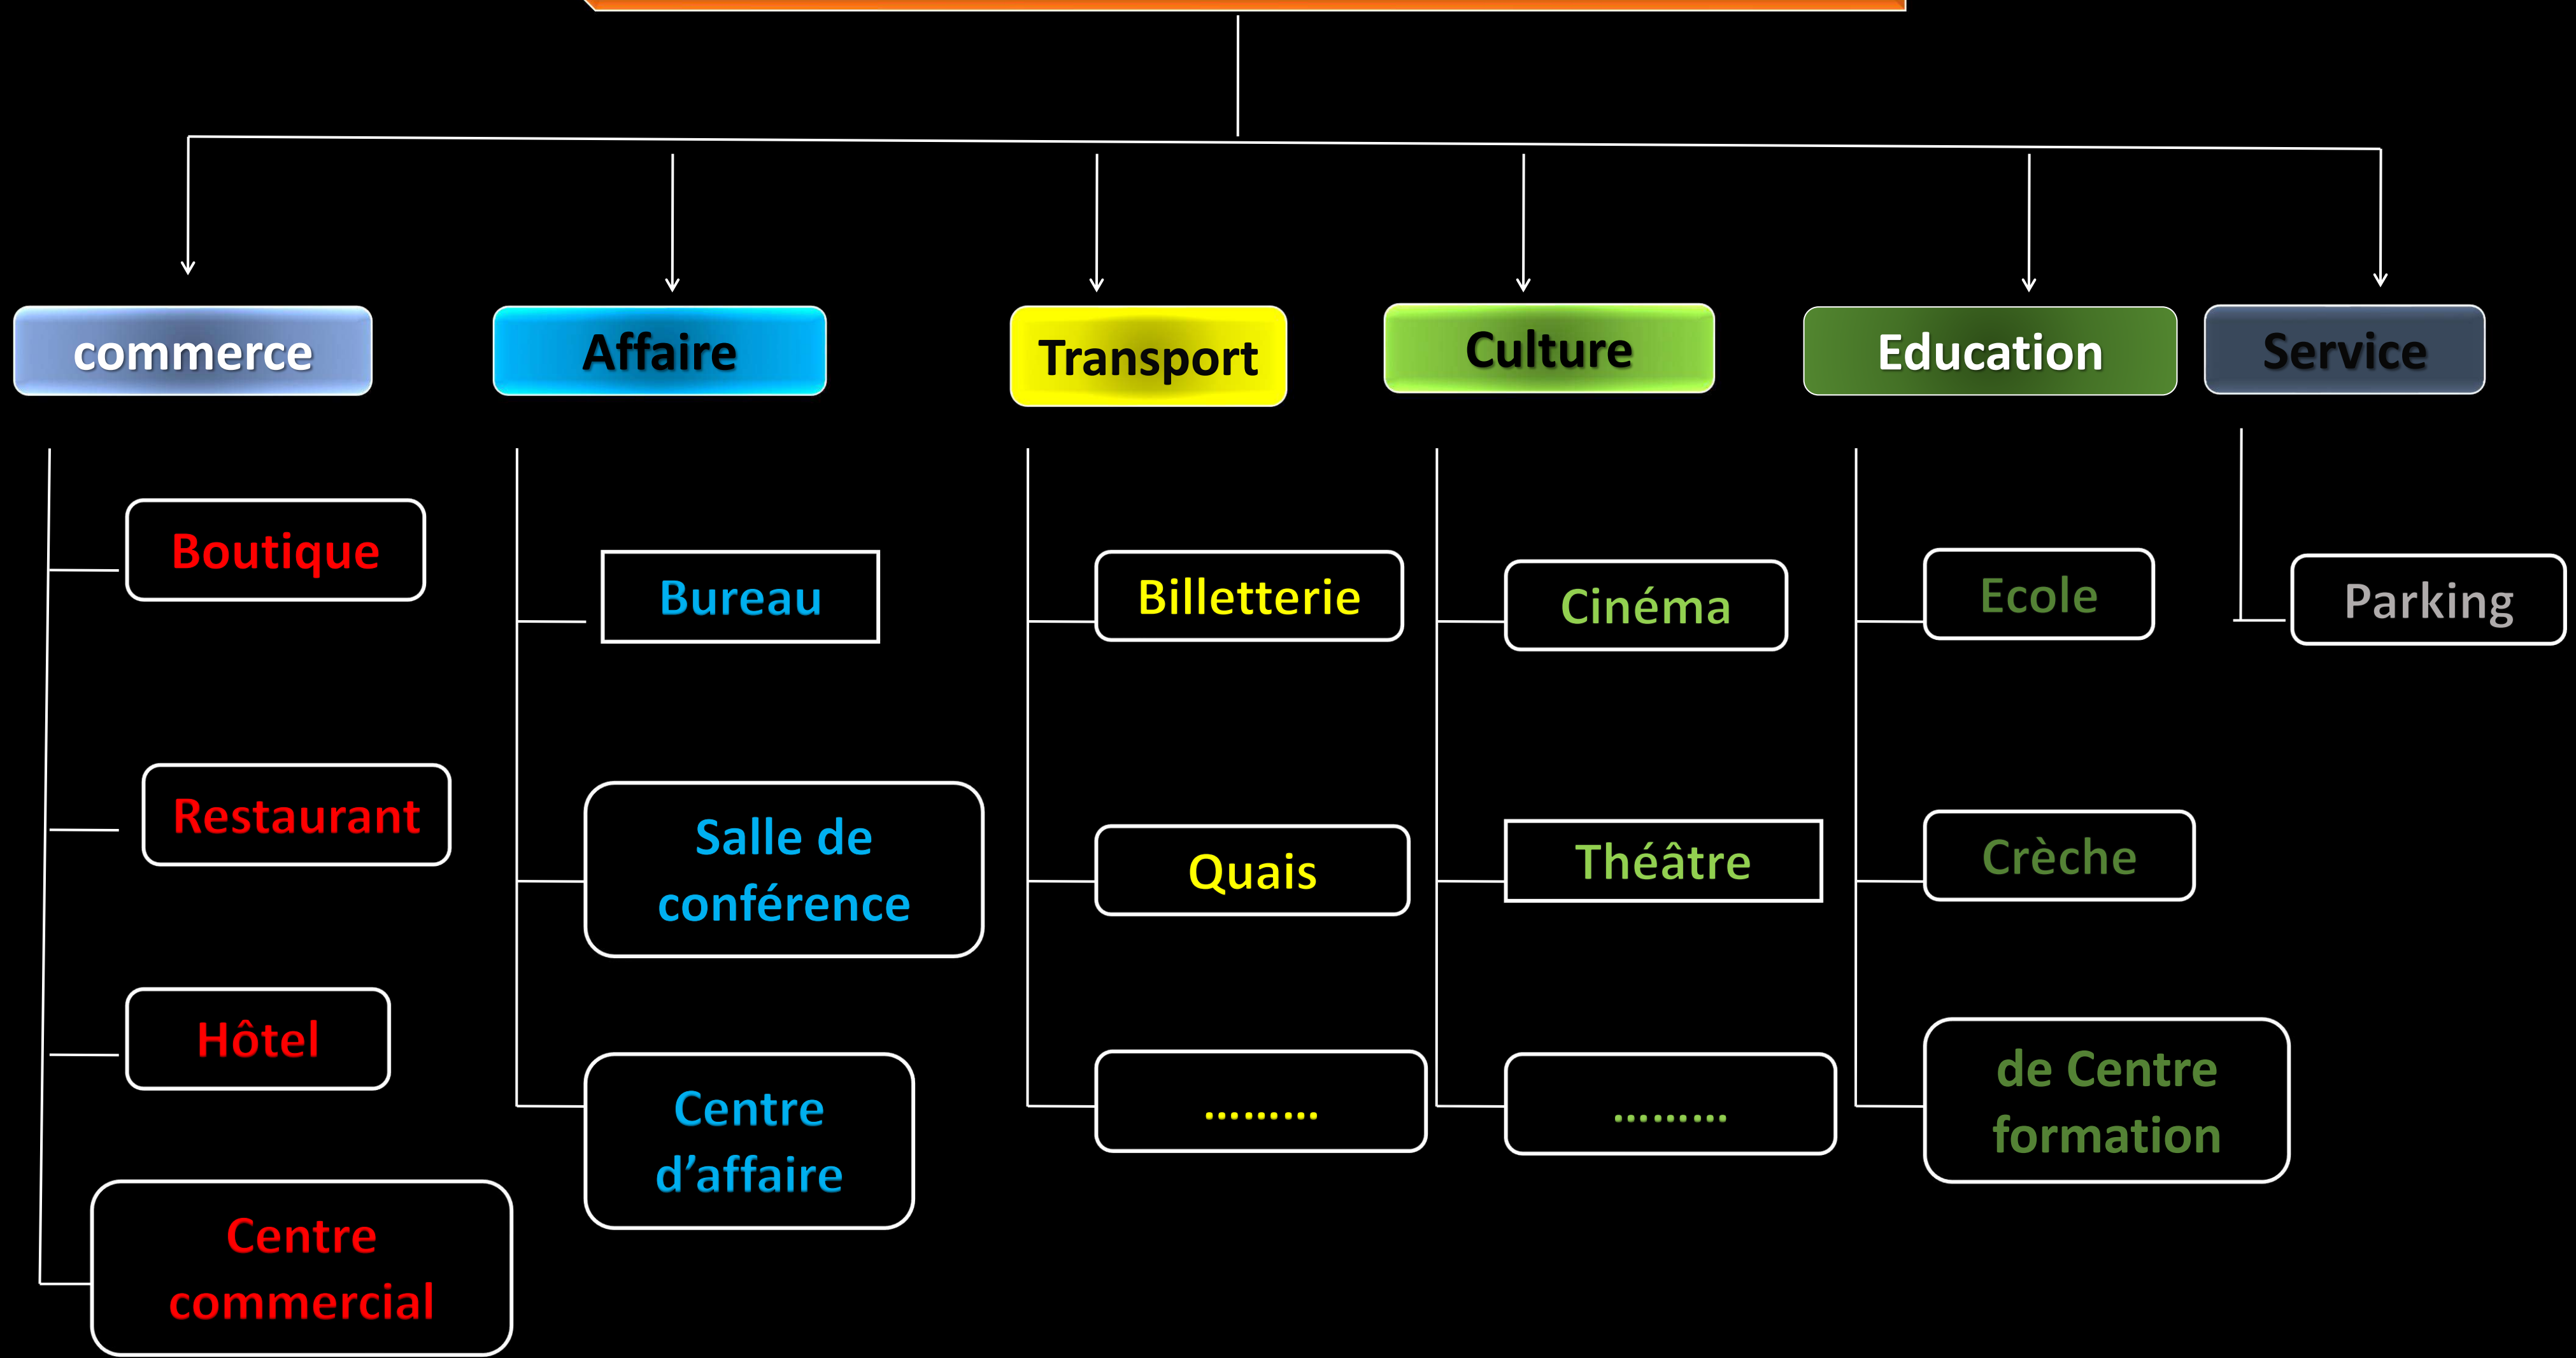 commerce
Affaire
Transport
Culture
Education
Service
Boutique
Restaurant
Hôtel
Centre
commercial
Bureau
Salle de
conférence
Centre
d’affaire
Billetterie
Quais
.........
Cinéma
Théâtre
.........
Ecole
Crèche
de Centre
formation
Parking